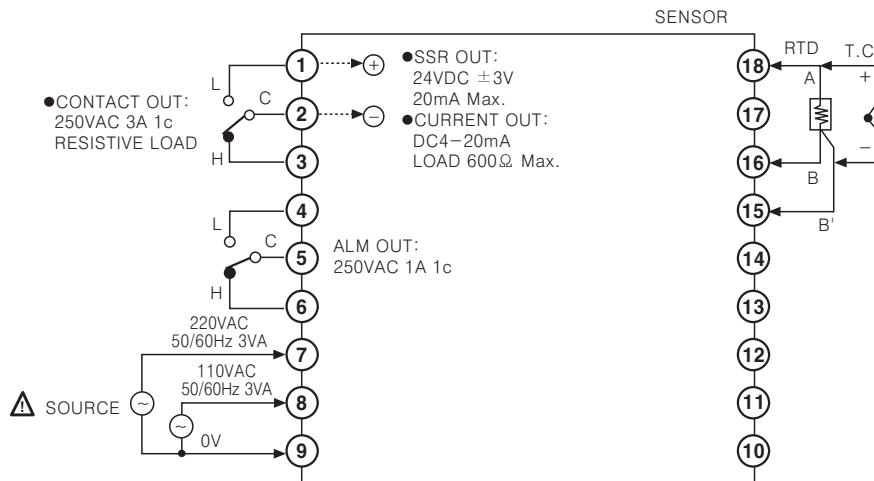 SENSOR
1
L
C
2
●CONTACT OUT:
250VAC 3A 1c
RESISTIVE LOAD
H
3
+
−
●SSR OUT:
24VDC ±3V
20mA Max.
●CURRENT OUT:
DC4−20mA
LOAD 600Ω Max.
L
4
C
5
H
6
ALM OUT:
250VAC 1A 1c
220VAC
50/60Hz 3VA
7
110VAC
50/60Hz 3VA
8
SOURCE
~
~
0V
9
18
RTD
T.C
A
+
17
16
B
−
15
B'
14
13
12
11
10